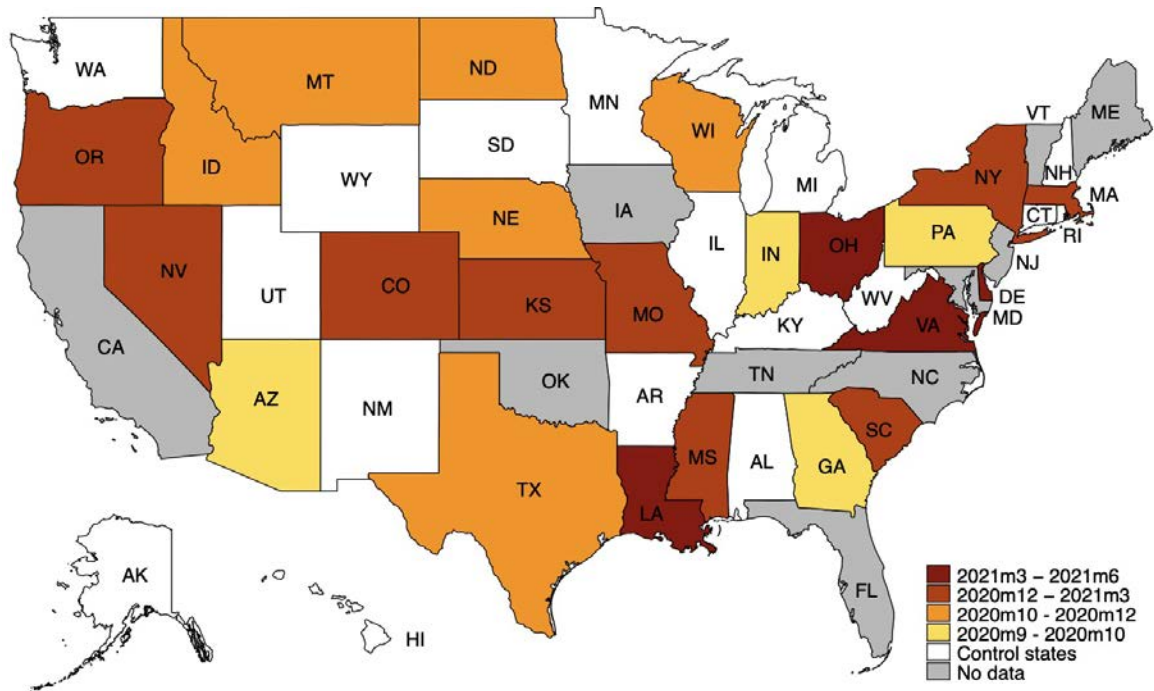 WA
MT
ND
MN
VT
ME
OR
ID
SD
WI
NY
NH
WY
MI
MA
NE
IA
CT
RI
PA
NV
IL
IN
OH
NJ
UT
CO
KS
MO
WV
DE
MD
KY
VA
CA
AZ
NM
OK
AR
TN
NC
SC
MS
AL
GA
TX
LA
FL
AK
HI
2021m3 – 2021m6
2020m12 – 2021m3
2020m10 - 2020m12
2020m9 - 2020m10
Control states
No data